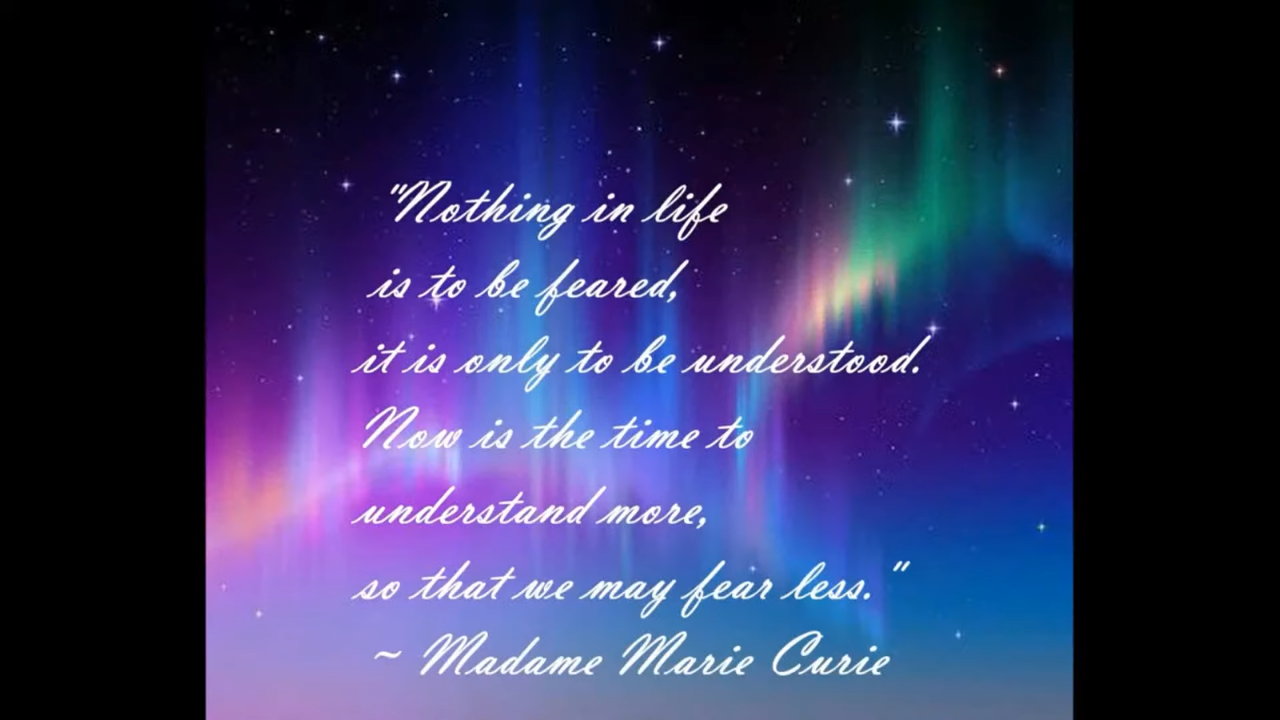 "Nothing in life
is to be feared,
it is only to be understood.
Now is the time to
understand more,
so that we may fear less."
~ Madame Marie Curie